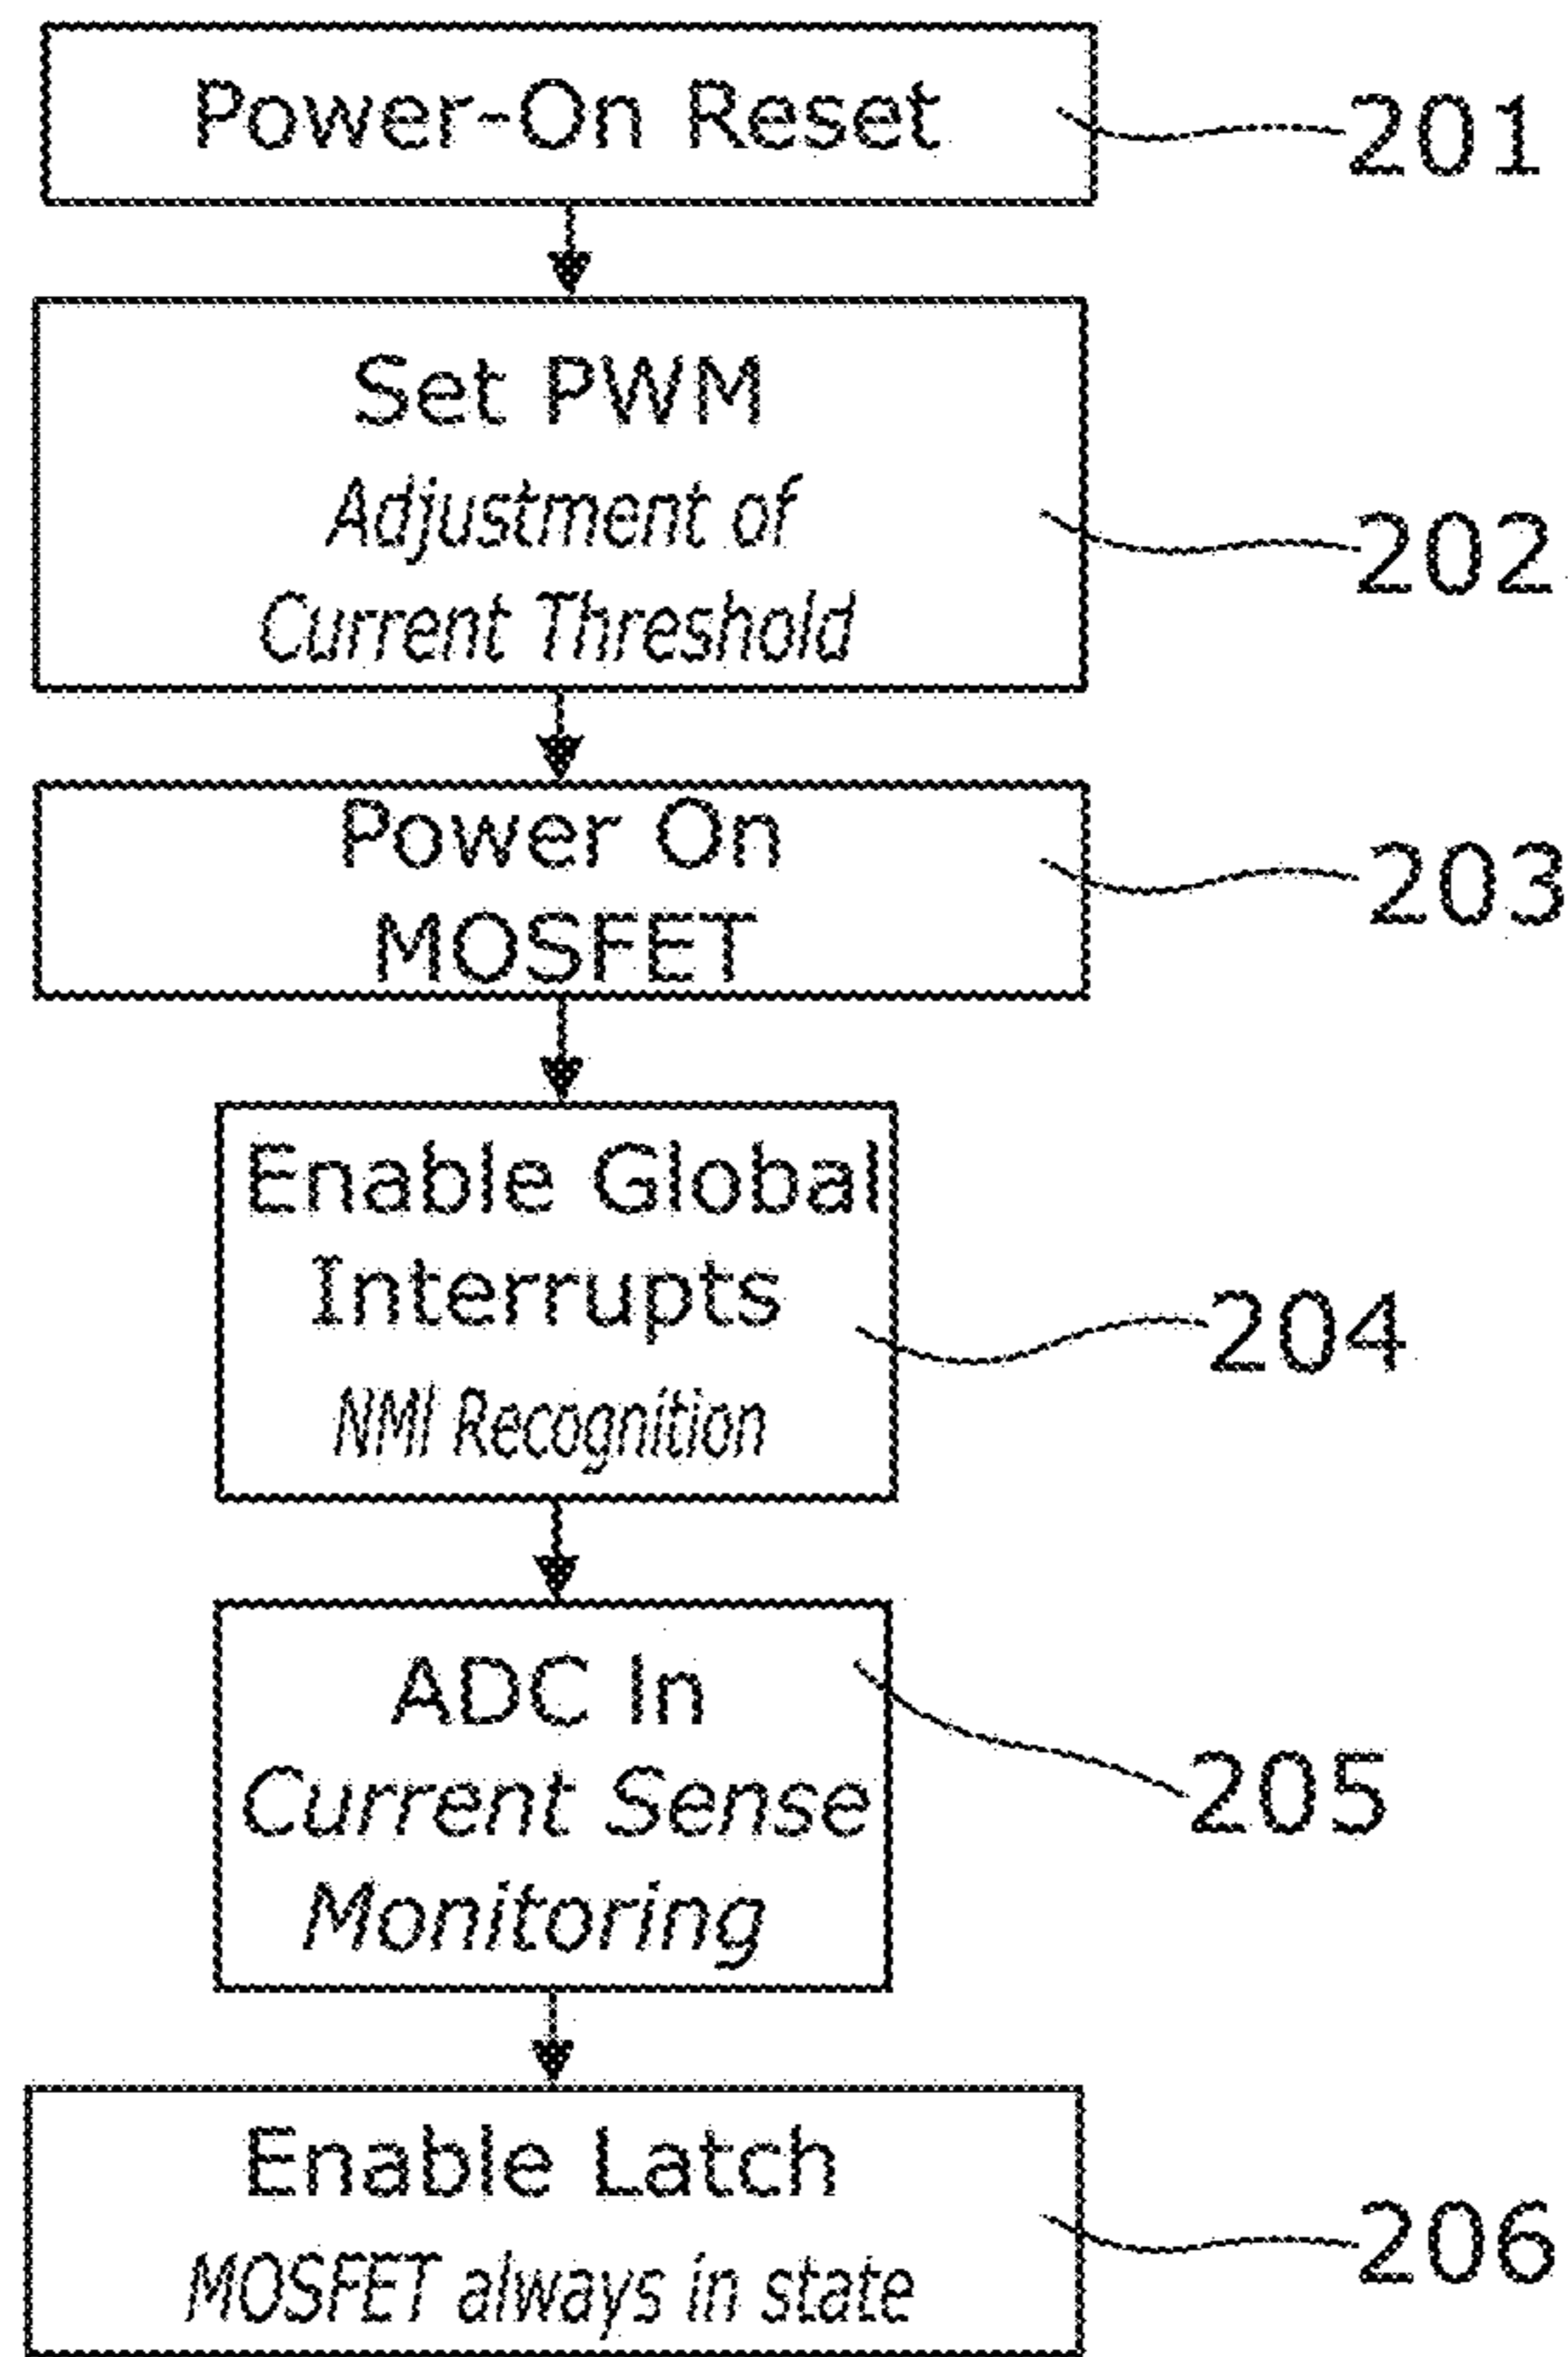 Power-On Reset
201
Set PWM
Adjustment of
Current Threshold
202
Power On
MOSFET
203
Enable Global
Interrupts
NMI Recognition
204
ADC In
Current Sense
Monitoring
205
Enable Latch
MOSFET always in state
206